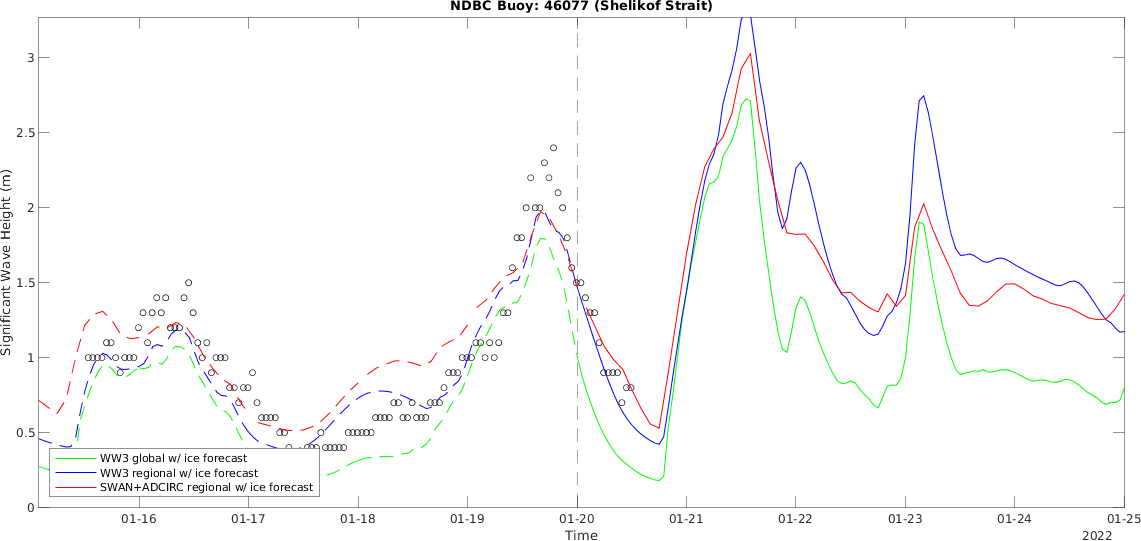 NDBC Buoy: 46077 (Shelikof Strait)
Significant Wave Height (m)
3
2.5
2
1.5
1
0.5
0
WW3 global w/ ice forecast
WW3 regional w/ ice forecast
SWAN+ADCIRC regional w/ ice forecast
01-16 01-17 01-18 01-19 01-20 01-21 01-22 01-23 01-24 01-25
Time
2022